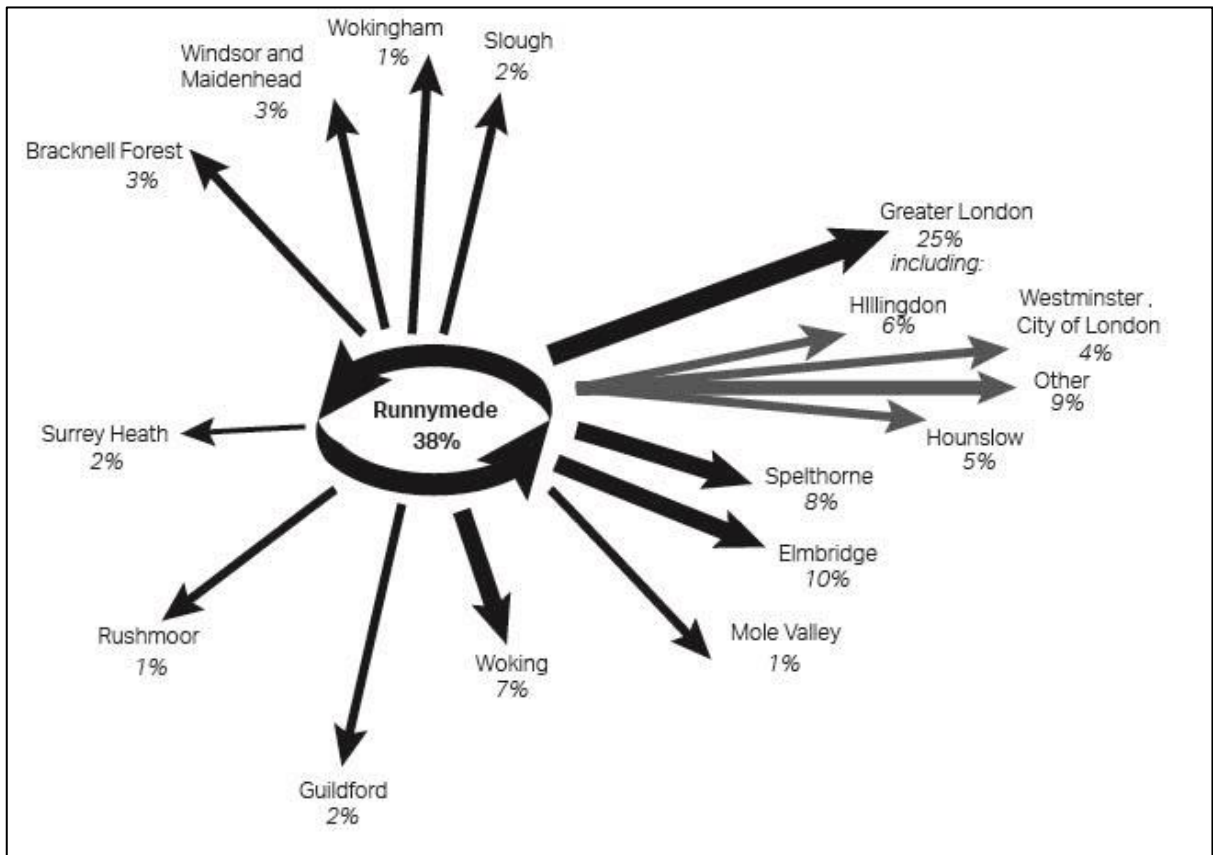 Wokingham
1%
Slough
2%
Windsor and
Maidenhead
3%
Bracknell Forest
3%
Greater London
25%
including:
HIllingdon
6%
Westminster .
City of London
4%
Other
9%
Hounslow
5%
Runnymede
38%
Surrey Heath
2%
Spelthorne
8%
Elmbridge
10%
Mole Valley
1%
Woking
7%
Rushmoor
1%
Guildford
2%